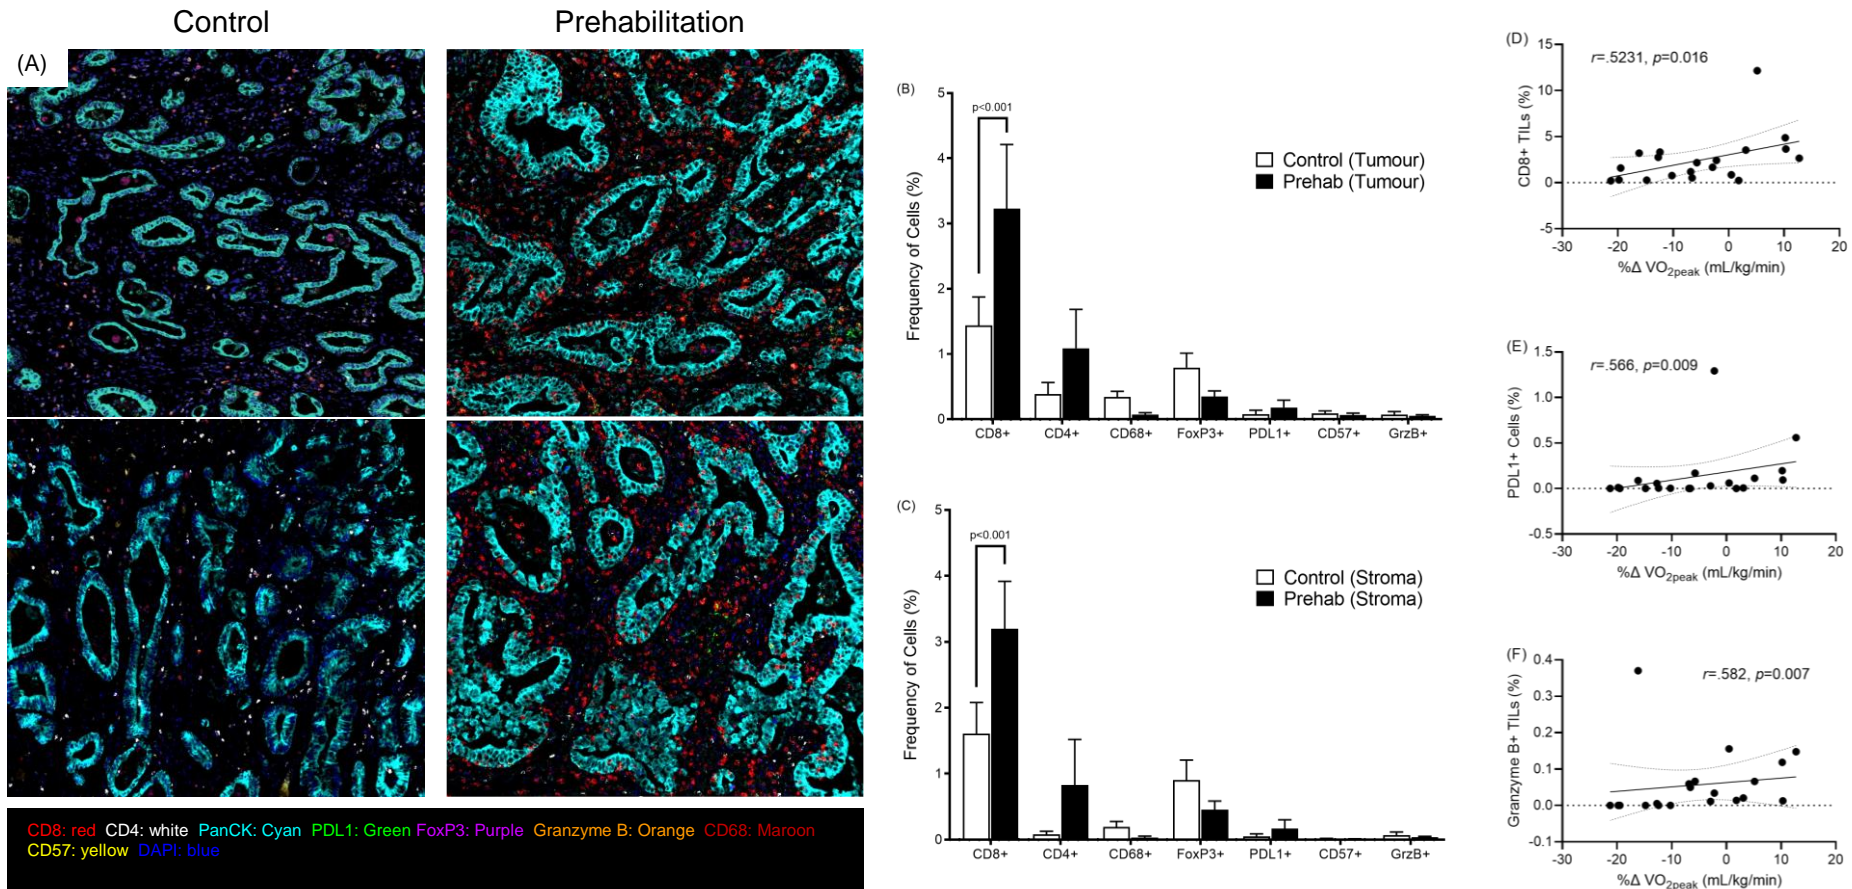 Control
Prehabilitation
(A)
CD8: red CD4: white PanCK: Cyan PDL1: Green FoxP3: Purple Granzyme B: Orange CD68: Maroon
CD57: yellow DAPI: blue
(B)
5
4
3
2
1
0
Frequency of Cells (%)
p<0.001
Control (Tumour)
Prehab (Tumour)
CD8+ CD4+ CD68+ FoxP3+ PDL1+ CD57+ GrzB+
(C)
5
4
3
2
1
0
Frequency of Cells (%)
p<0.001
Control (Stroma)
Prehab (Stroma)
CD8+ CD4+ CD68+ FoxP3+ PDL1+ CD57+ GrzB+
(D)
15
10
5
0
-5
CD8+ TILs (%)
r=.5231, p=0.016
-30 -20 -10 0 10 20
%Δ VO2peak (mL/kg/min)
(E)
1.5
1.0
0.5
0.0
-0.5
PDL1+ Cells (%)
r=.566, p=0.009
-30 -20 -10 0 10 20
%Δ VO2peak (mL/kg/min)
(F)
0.4
0.3
0.2
0.1
0.0
-0.1
Granzyme B+ TILs (%)
r=.582, p=0.007
-30 -20 -10 0 10 20
%Δ VO2peak (mL/kg/min)